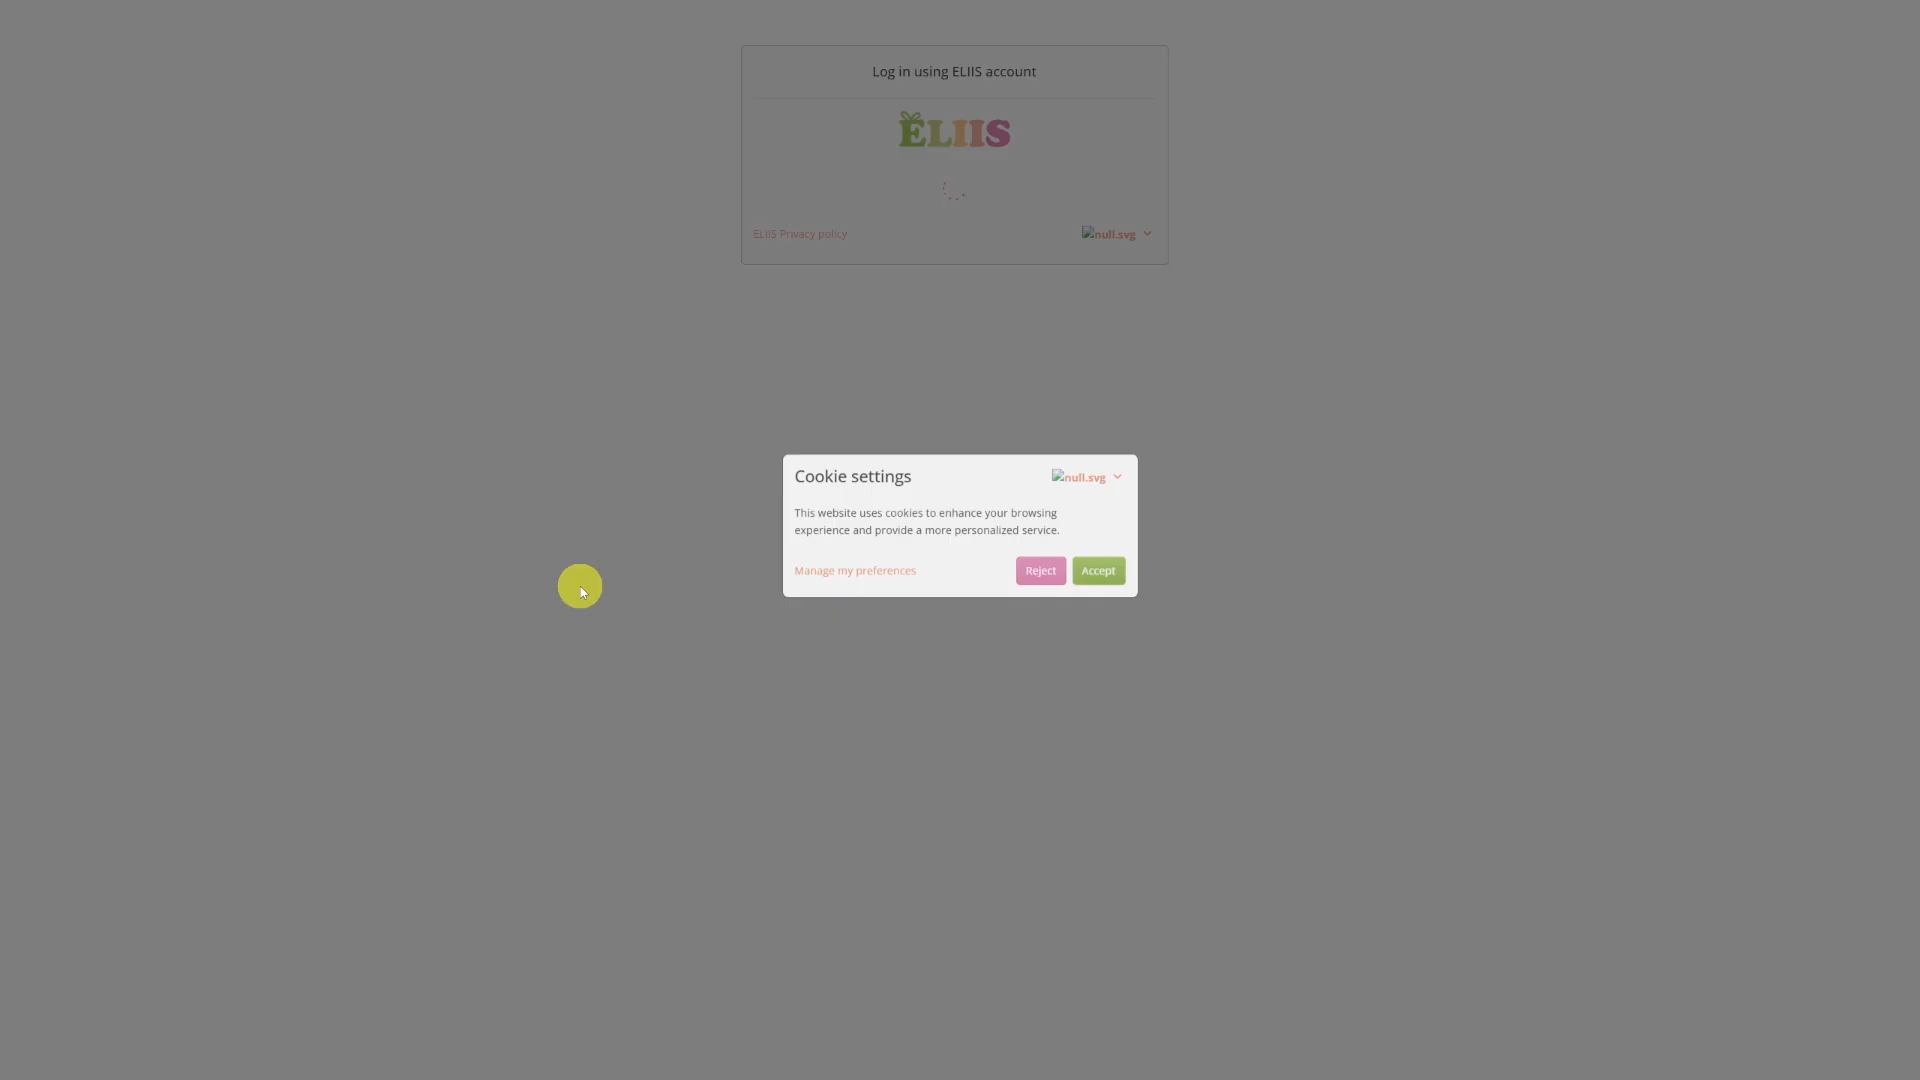 Log in using ELIIS account
ELIIS
ELIIS Privacy policy
null.svg
Cookie settings
null.svg
This website uses cookies to enhance your browsing
experience and provide a more personalized service.
Manage my preferences
Reject
Accept